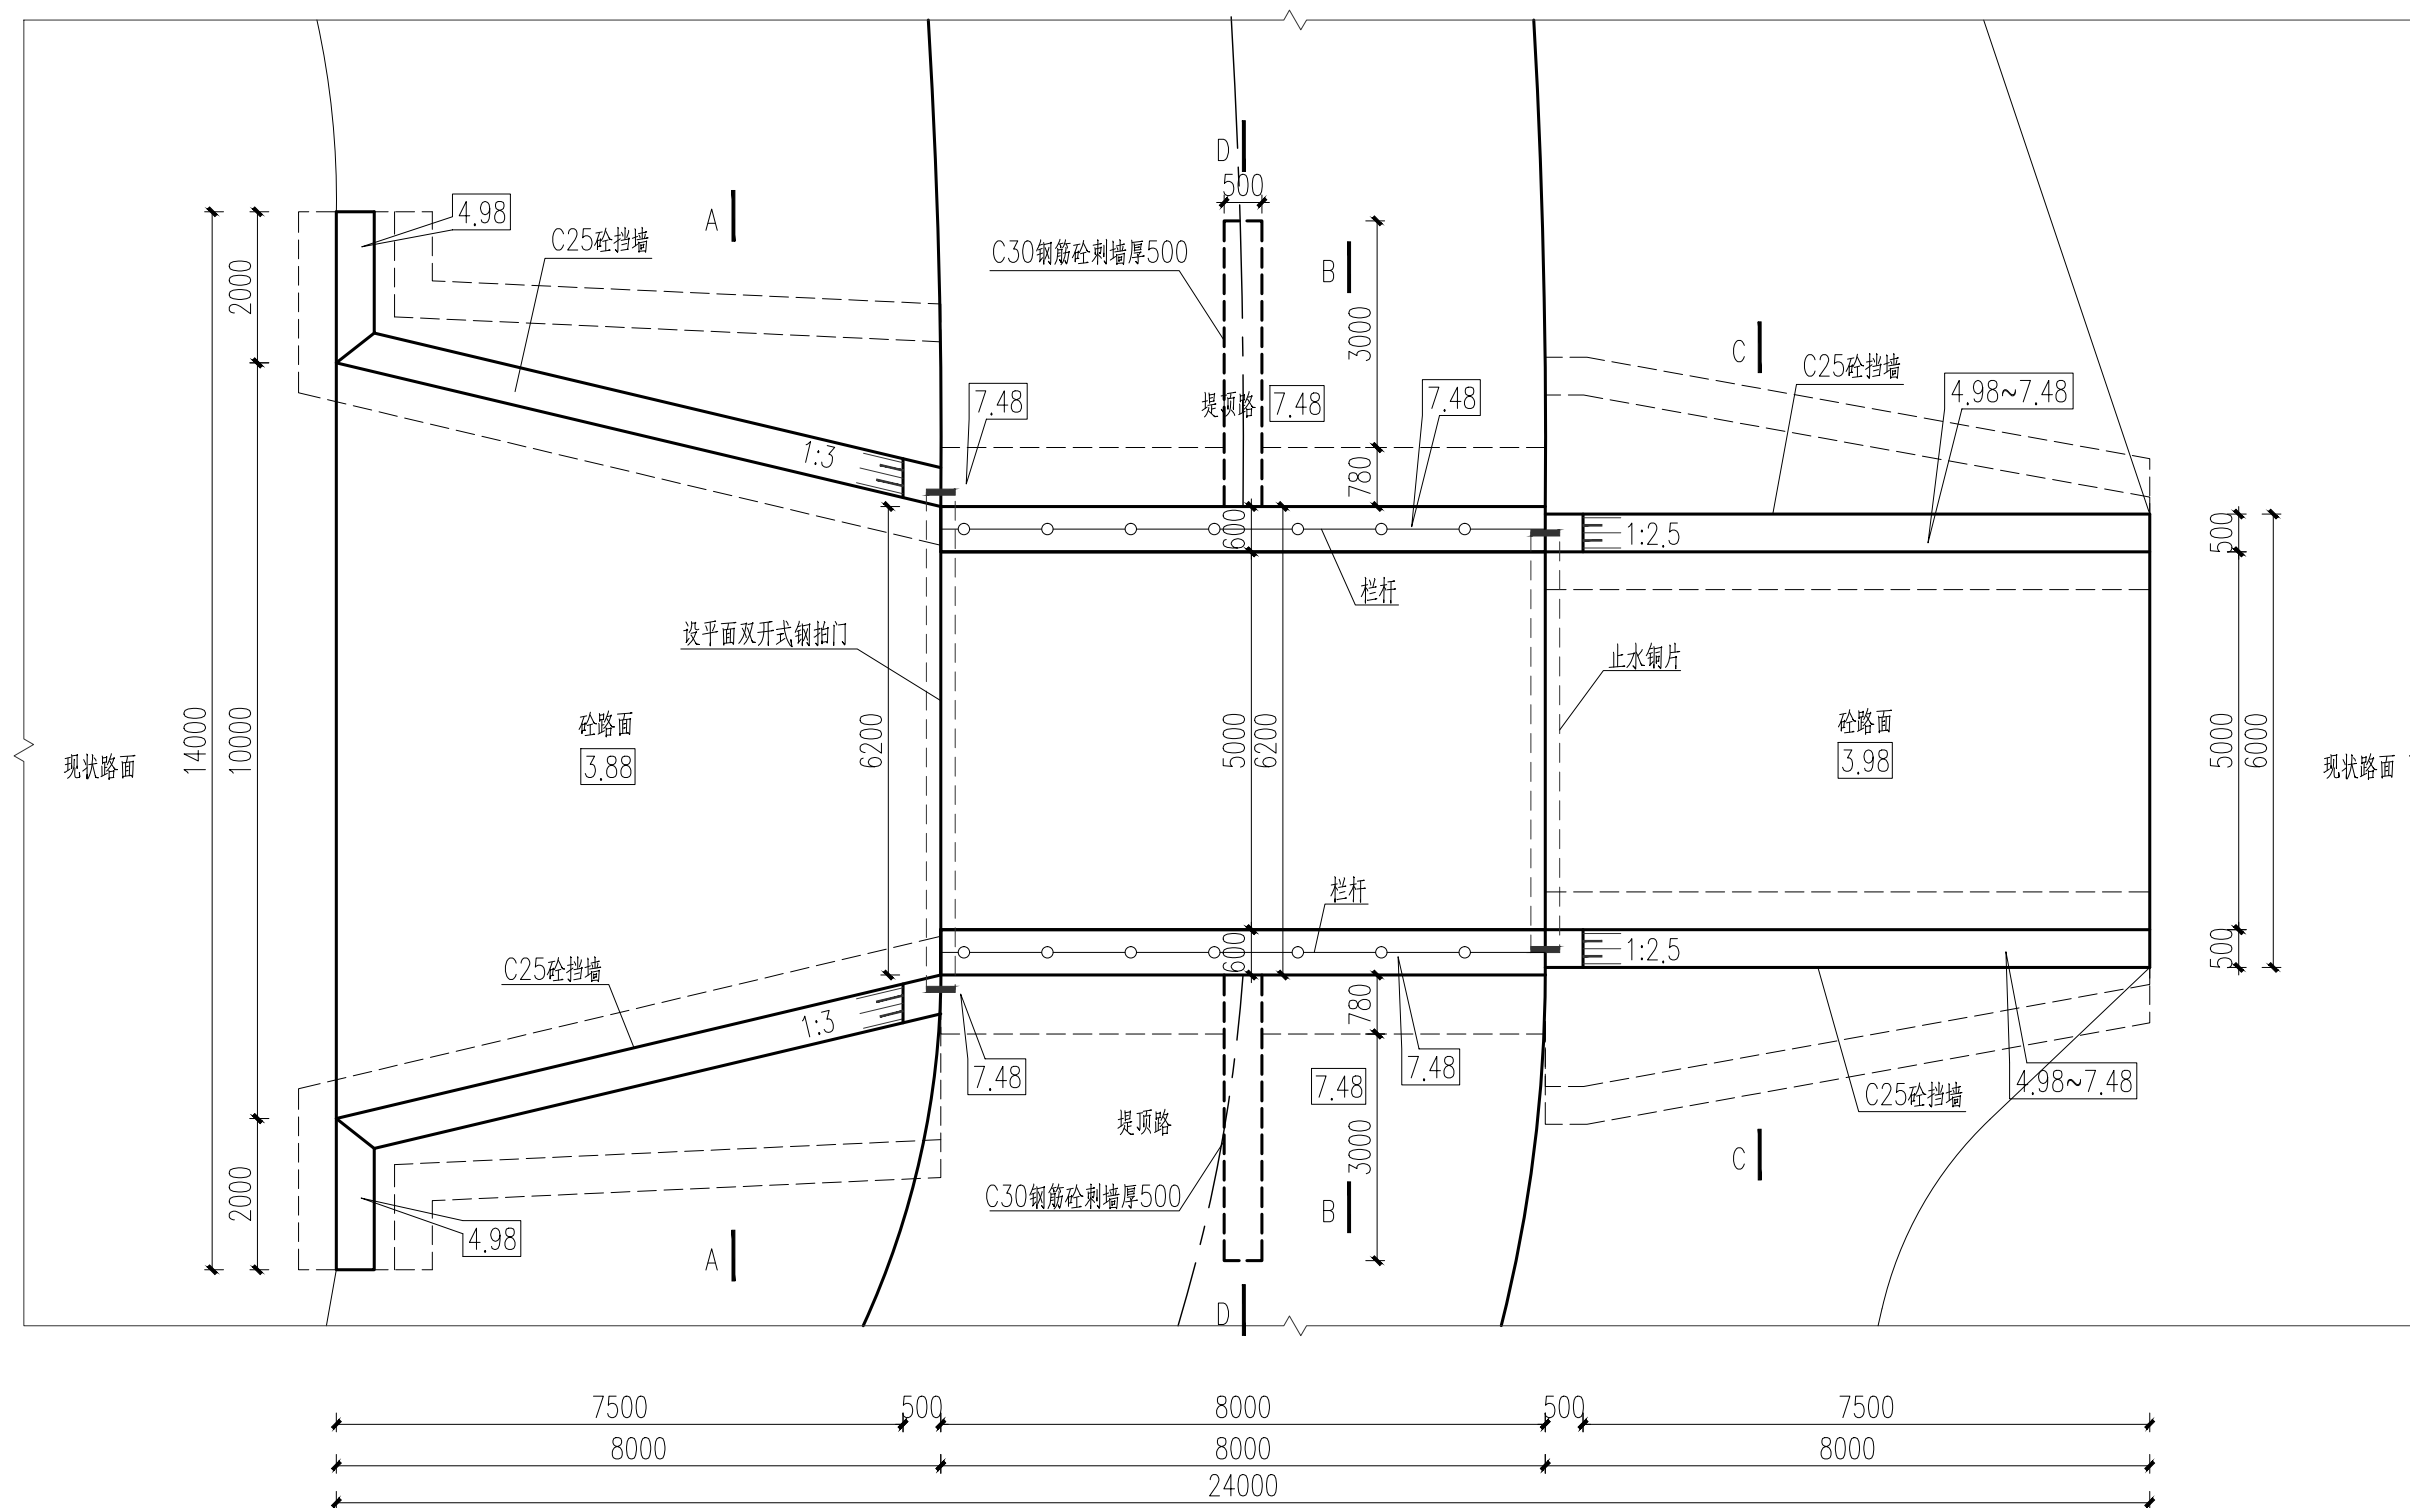 D
500
4.98
A
C25砼挡墙
C30钢筋砼刺墙厚500
B
2000
3000
C
C25砼挡墙
4.98~7.48
7.48
堤顶路
7.48
7.48
1:3
780
600
1:2.5
500
栏杆
设平面双开式钢拍门
止水铜片
砼路面
3.88
现状路面
14000
10000
6200
5000
6200
砼路面
3.98
5000
6000
现状路面
栏杆
C25砼挡墙
600
1:2.5
500
1:3
780
7.48
7.48
7.48
4.98~7.48
C25砼挡墙
堤顶路
2000
3000
C
C30钢筋砼刺墙厚500
B
4.98
A
D
7500
500
8000
500
7500
8000
8000
8000
24000